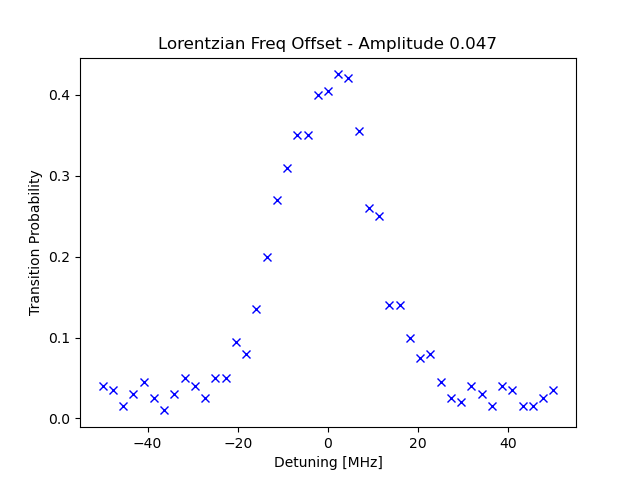 Lorentzian Freq Offset - Amplitude 0.047
Transition Probability
0.4
0.3
0.2
0.1
0.0
−40 −20 0 20 40
Detuning [MHz]